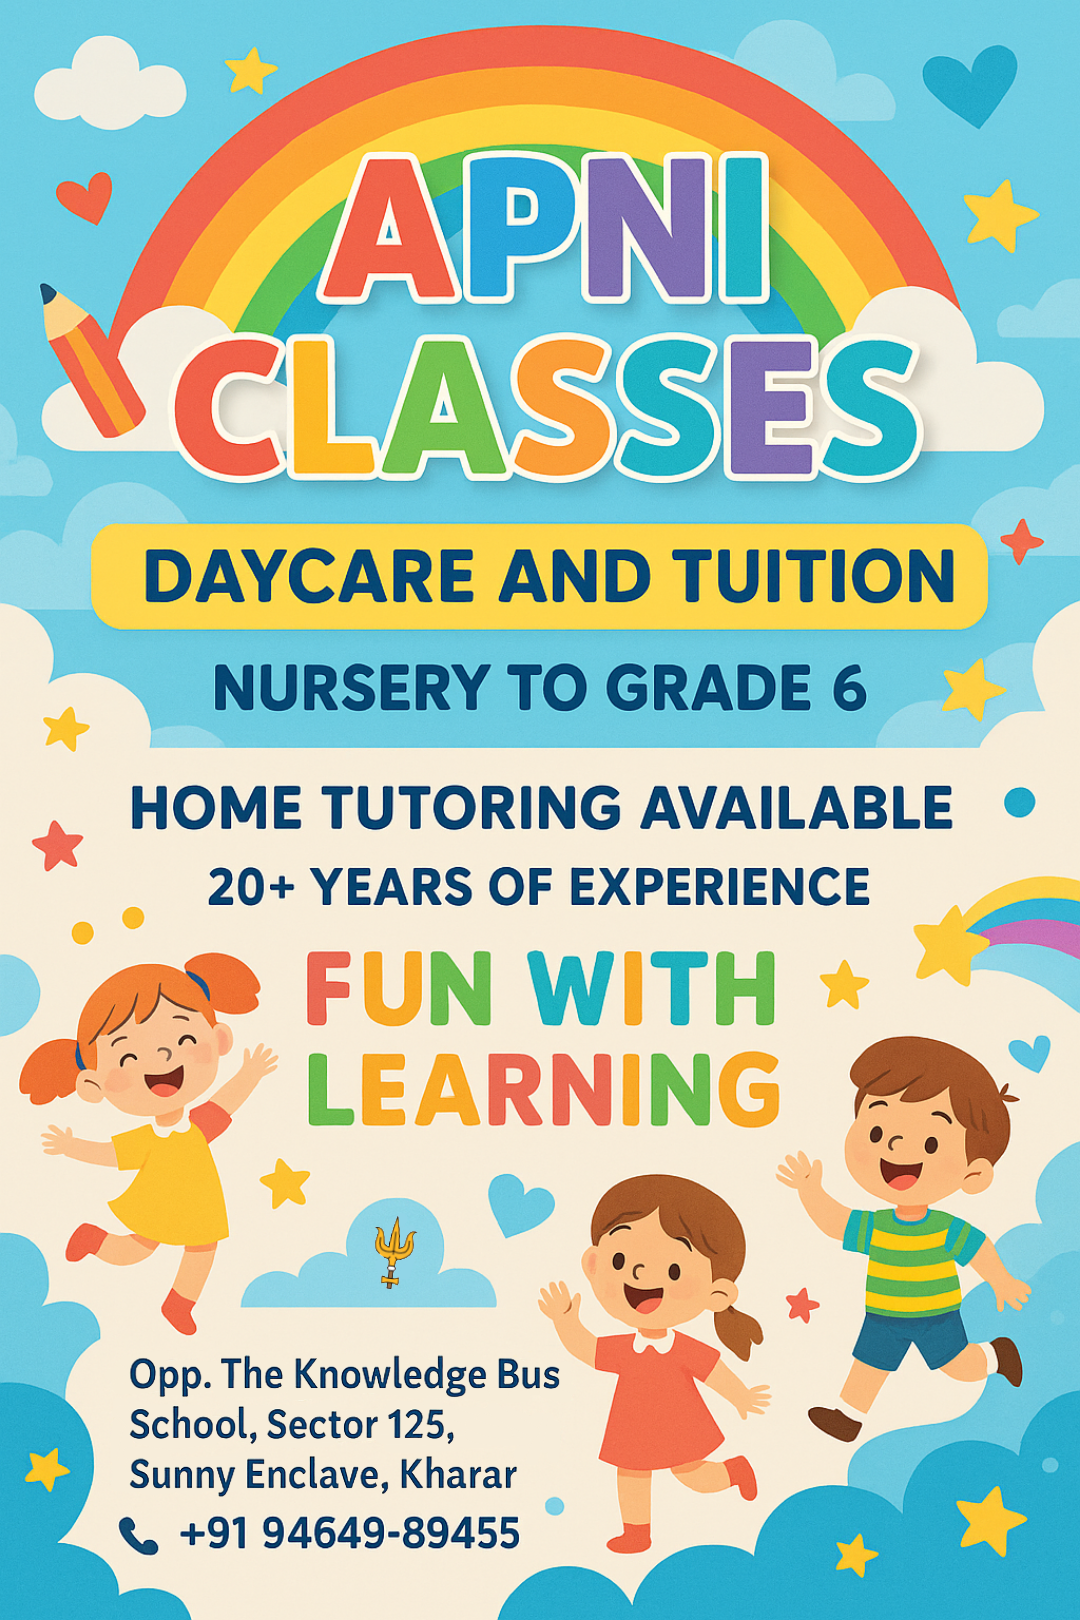 APNI
CLASSES
DAYCARE AND TUITION
NURSERY TO GRADE 6
HOME TUTORING AVAILABLE
20+ YEARS OF EXPERIENCE
FUN WITH
LEARNING
Opp. The Knowledge Bus
School, Sector 125,
Sunny Enclave, Kharar
+91 94649-89455